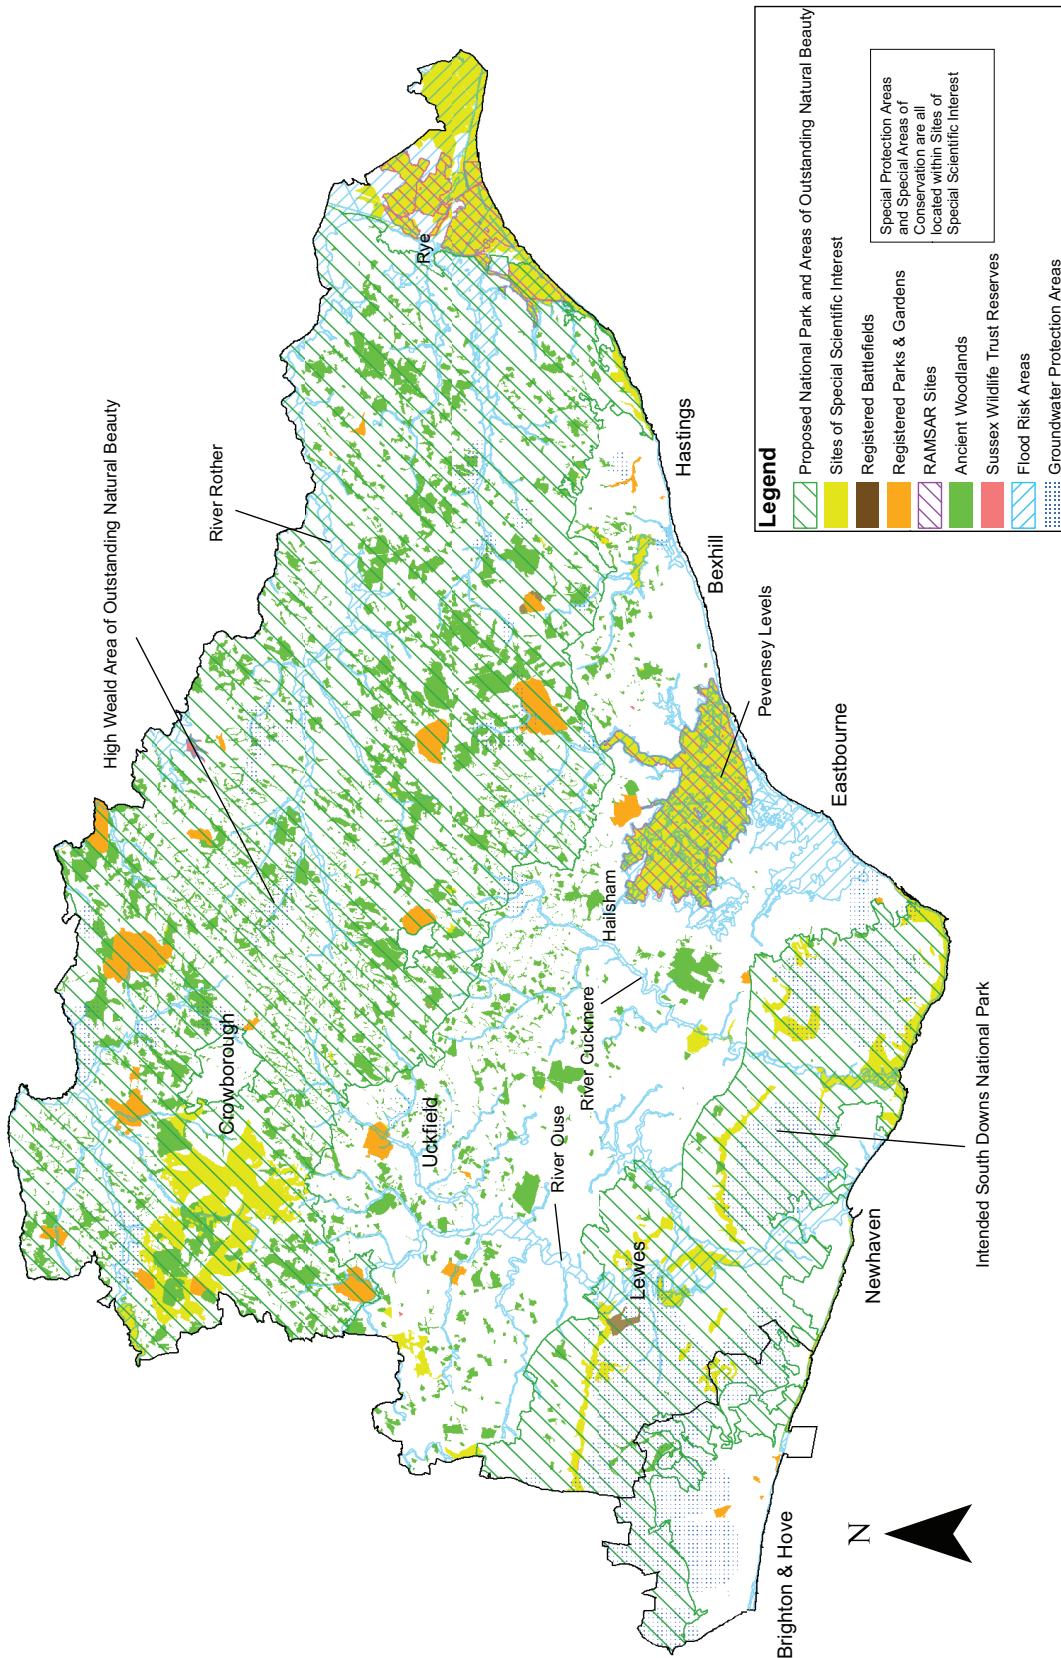 High Weald Area of Outstanding Natural Beauty
River Rother
Rye
Crowborough
Uckfield
Hailsham
River Cuckmere
River Ouse
Lewes
Hastings
Bexhill
Pevensey Levels
Eastbourne
Newhaven
Intended South Downs National Park
Brighton & Hove
N
Legend
Proposed National Park and Areas of Outstanding Natural Beauty
Sites of Special Scientific Interest
Registered Battlefields
Registered Parks & Gardens
RAMSAR Sites
Ancient Woodlands
Sussex Wildlife Trust Reserves
Flood Risk Areas
Groundwater Protection Areas
Special Protection Areas
and Special Areas of
Conservation are all
located within Sites of
Special Scientific Interest